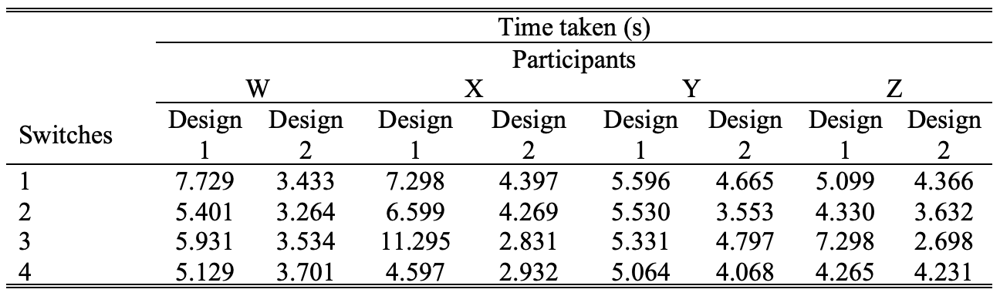 Time taken (s)
Participants
W X Y Z
Switches Design 1 Design 2 Design 1 Design 2 Design 1 Design 2 Design 1 Design 2
1 7.729 3.433 7.298 4.397 5.596 4.665 5.099 4.366
2 5.401 3.264 6.599 4.269 5.530 3.553 4.330 3.632
3 5.931 3.534 11.295 2.831 5.331 4.797 7.298 2.698
4 5.129 3.701 4.597 2.932 5.064 4.068 4.265 4.231